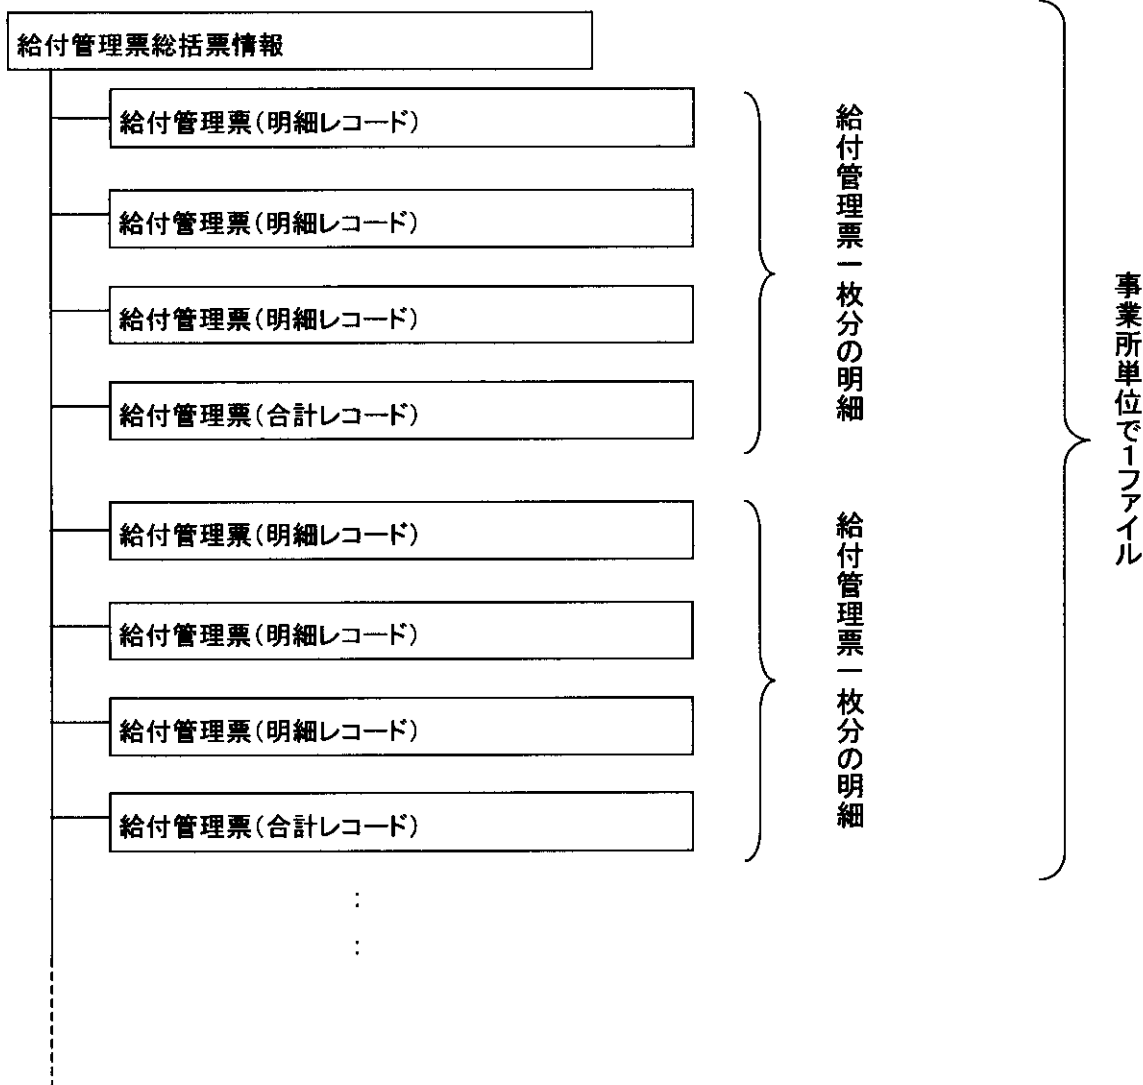 給付管理票総括票情報
給付管理票(明細レコード)
給付管理票(明細レコード)
給付管理票(明細レコード)
給付管理票(合計レコード)
給付管理票一枚分の明細
給付管理票(明細レコード)
給付管理票(明細レコード)
給付管理票(明細レコード)
給付管理票(合計レコード)
給付管理票一枚分の明細
:
:
事業所単位で1ファイル